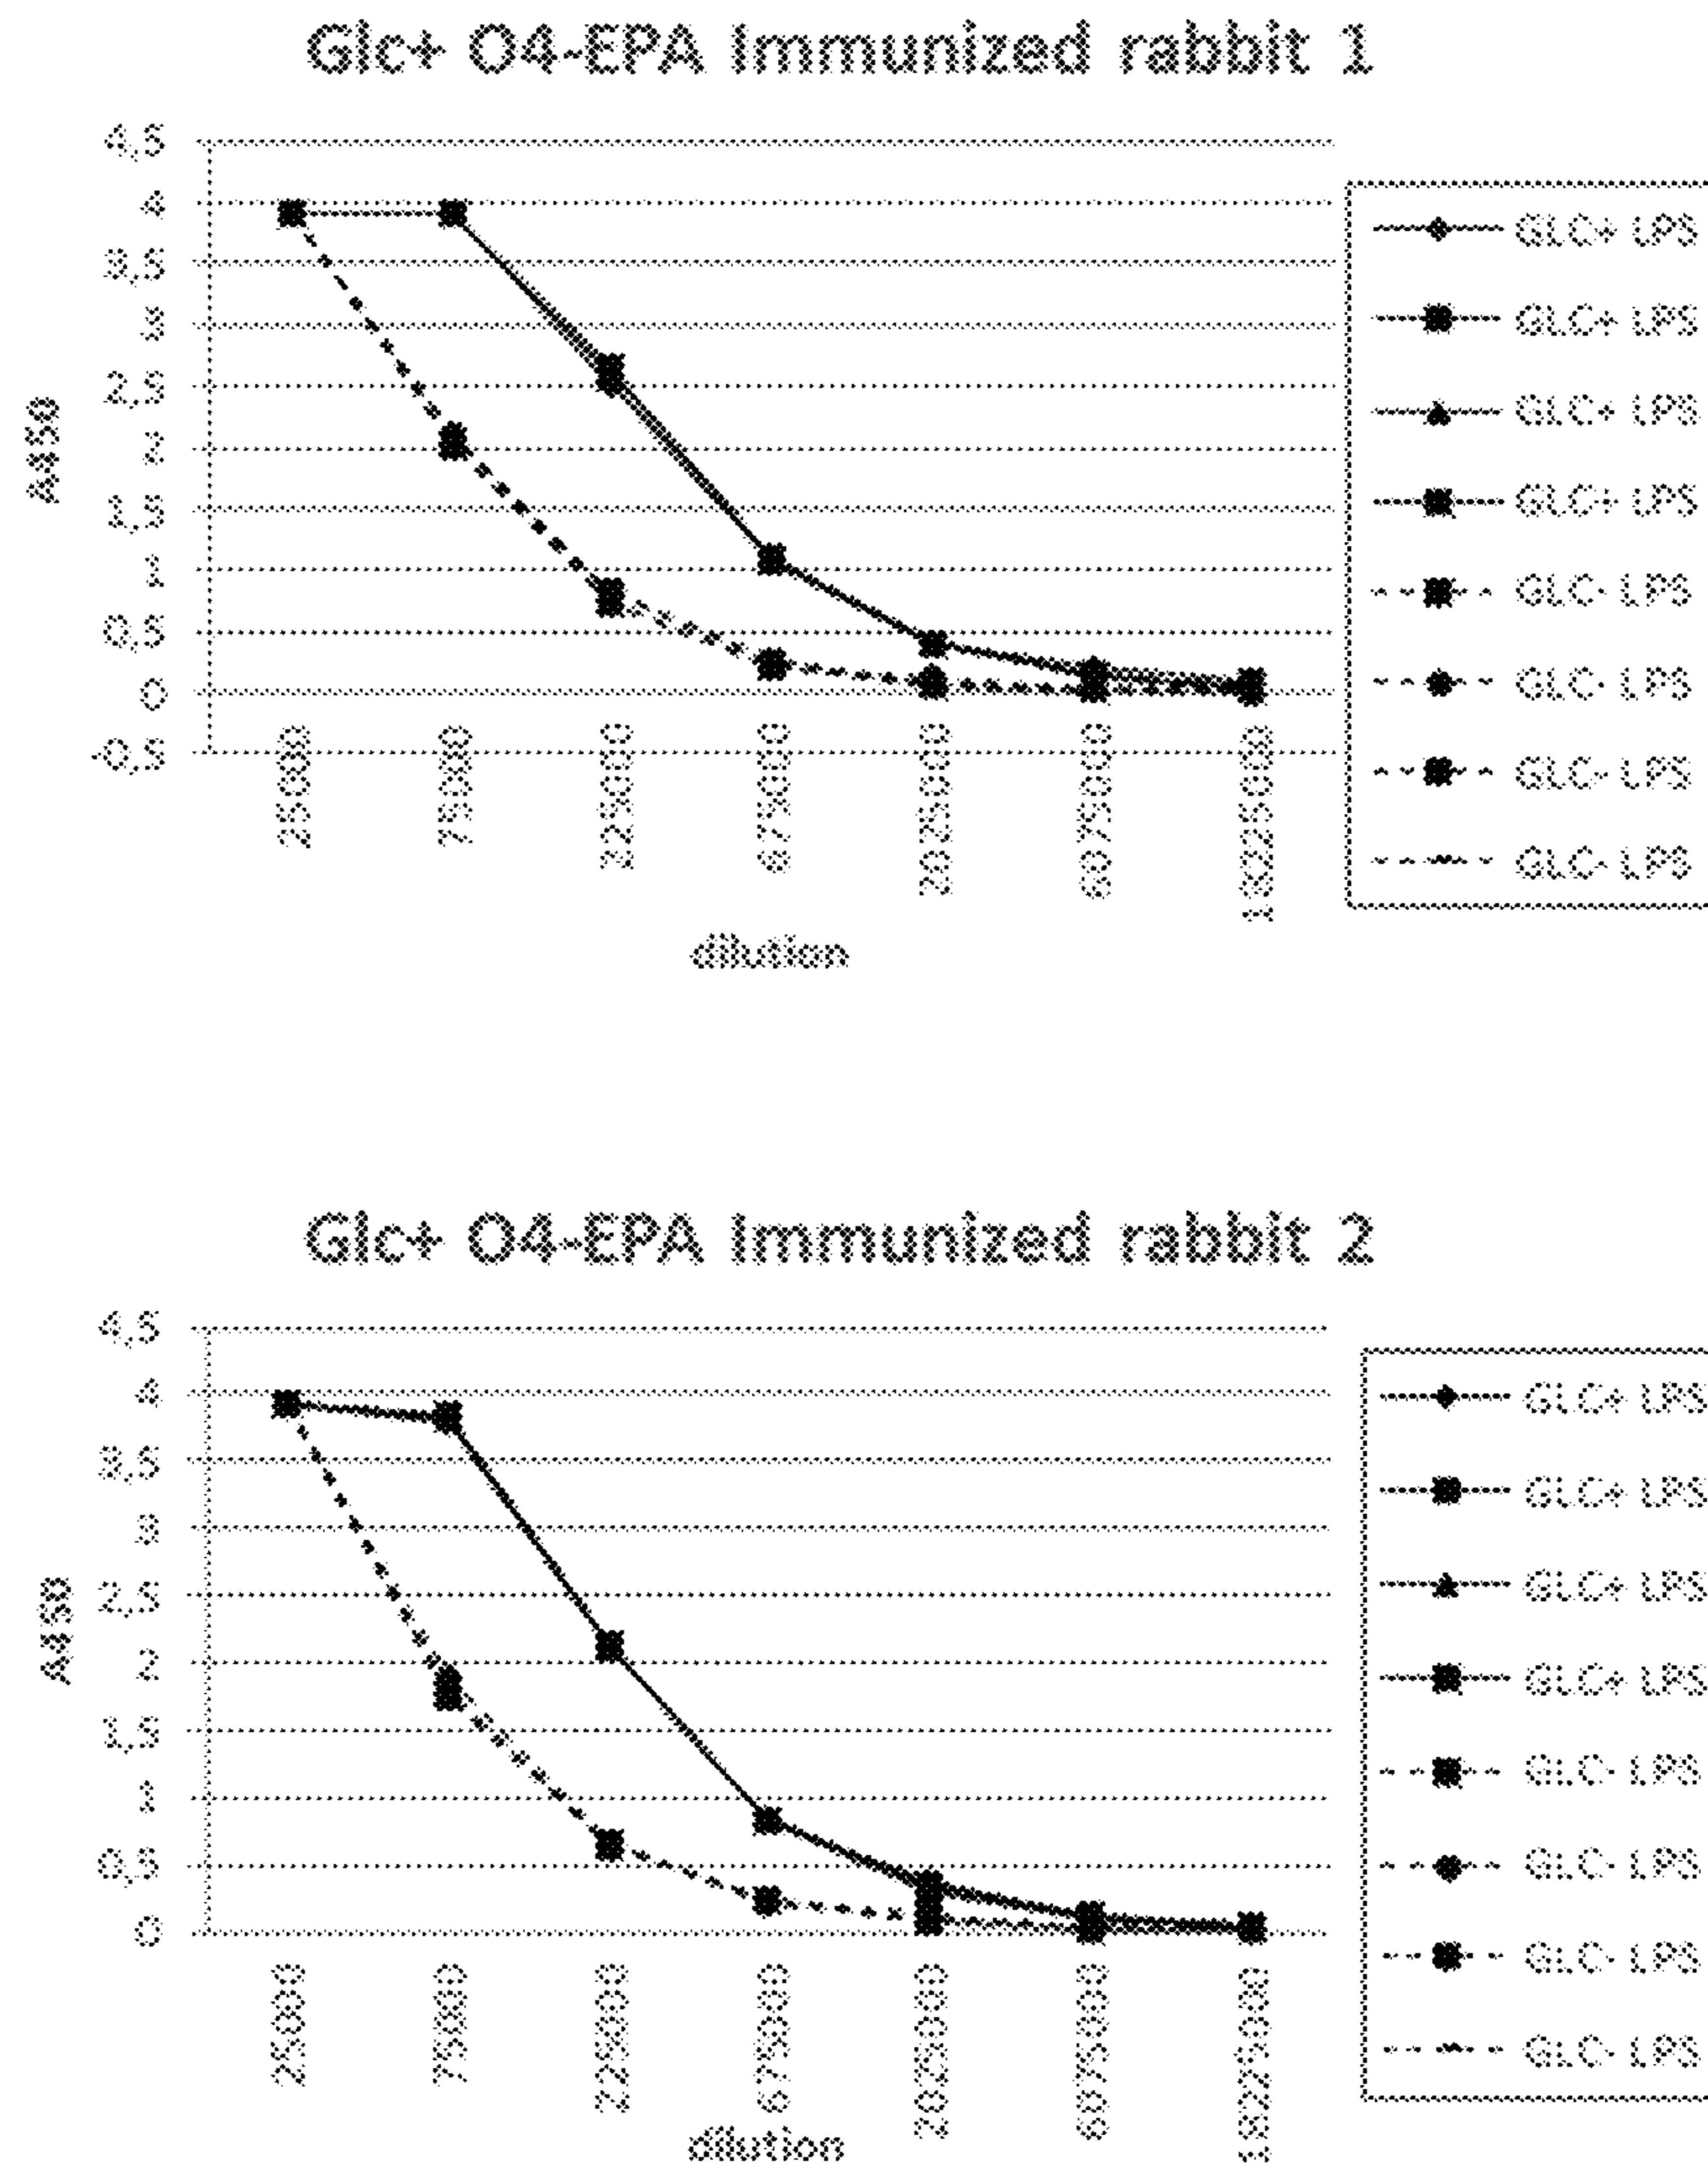 Glc+ O4-EPA Immunized rabbit 1
4,5
4
3,5
3
2,5
2
1,5
1
0,5
0
-0,5
A450
25000
75000
225000
675000
2025000
6075000
18225000
dilution
GLC+ LPS
GLC+ LPS
GLC+ LPS
GLC+ LPS
GLC- LPS
GLC- LPS
GLC- LPS
GLC- LPS
Glc+ O4-EPA Immunized rabbit 2
4,5
4
3,5
3
2,5
2
1,5
1
0,5
0
A450
25000
75000
225000
675000
2025000
6075000
18225000
dilution
GLC+ LPS
GLC+ LPS
GLC+ LPS
GLC+ LPS
GLC- LPS
GLC- LPS
GLC- LPS
GLC- LPS